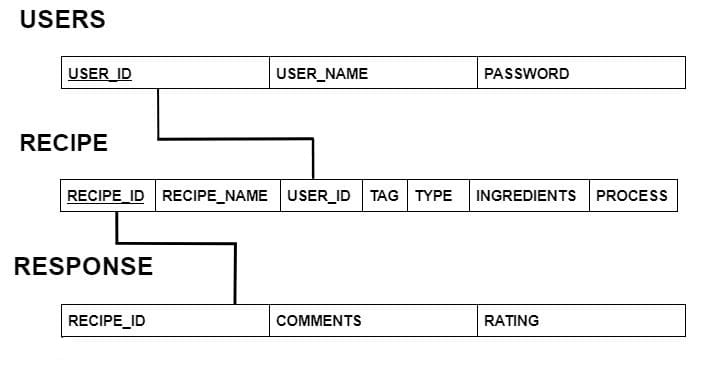 USERS
USER_ID USER_NAME PASSWORD
RECIPE
RECIPE_ID RECIPE_NAME USER_ID TAG TYPE INGREDIENTS PROCESS
RESPONSE
RECIPE_ID COMMENTS RATING